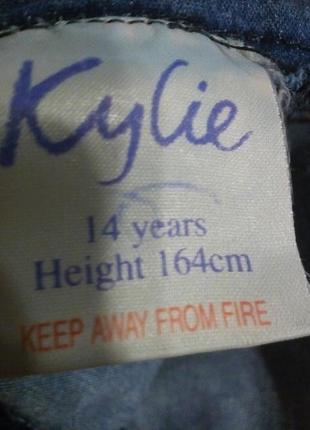 Kylie
14 years
Height 164cm
KEEP AWAY FROM FIRE